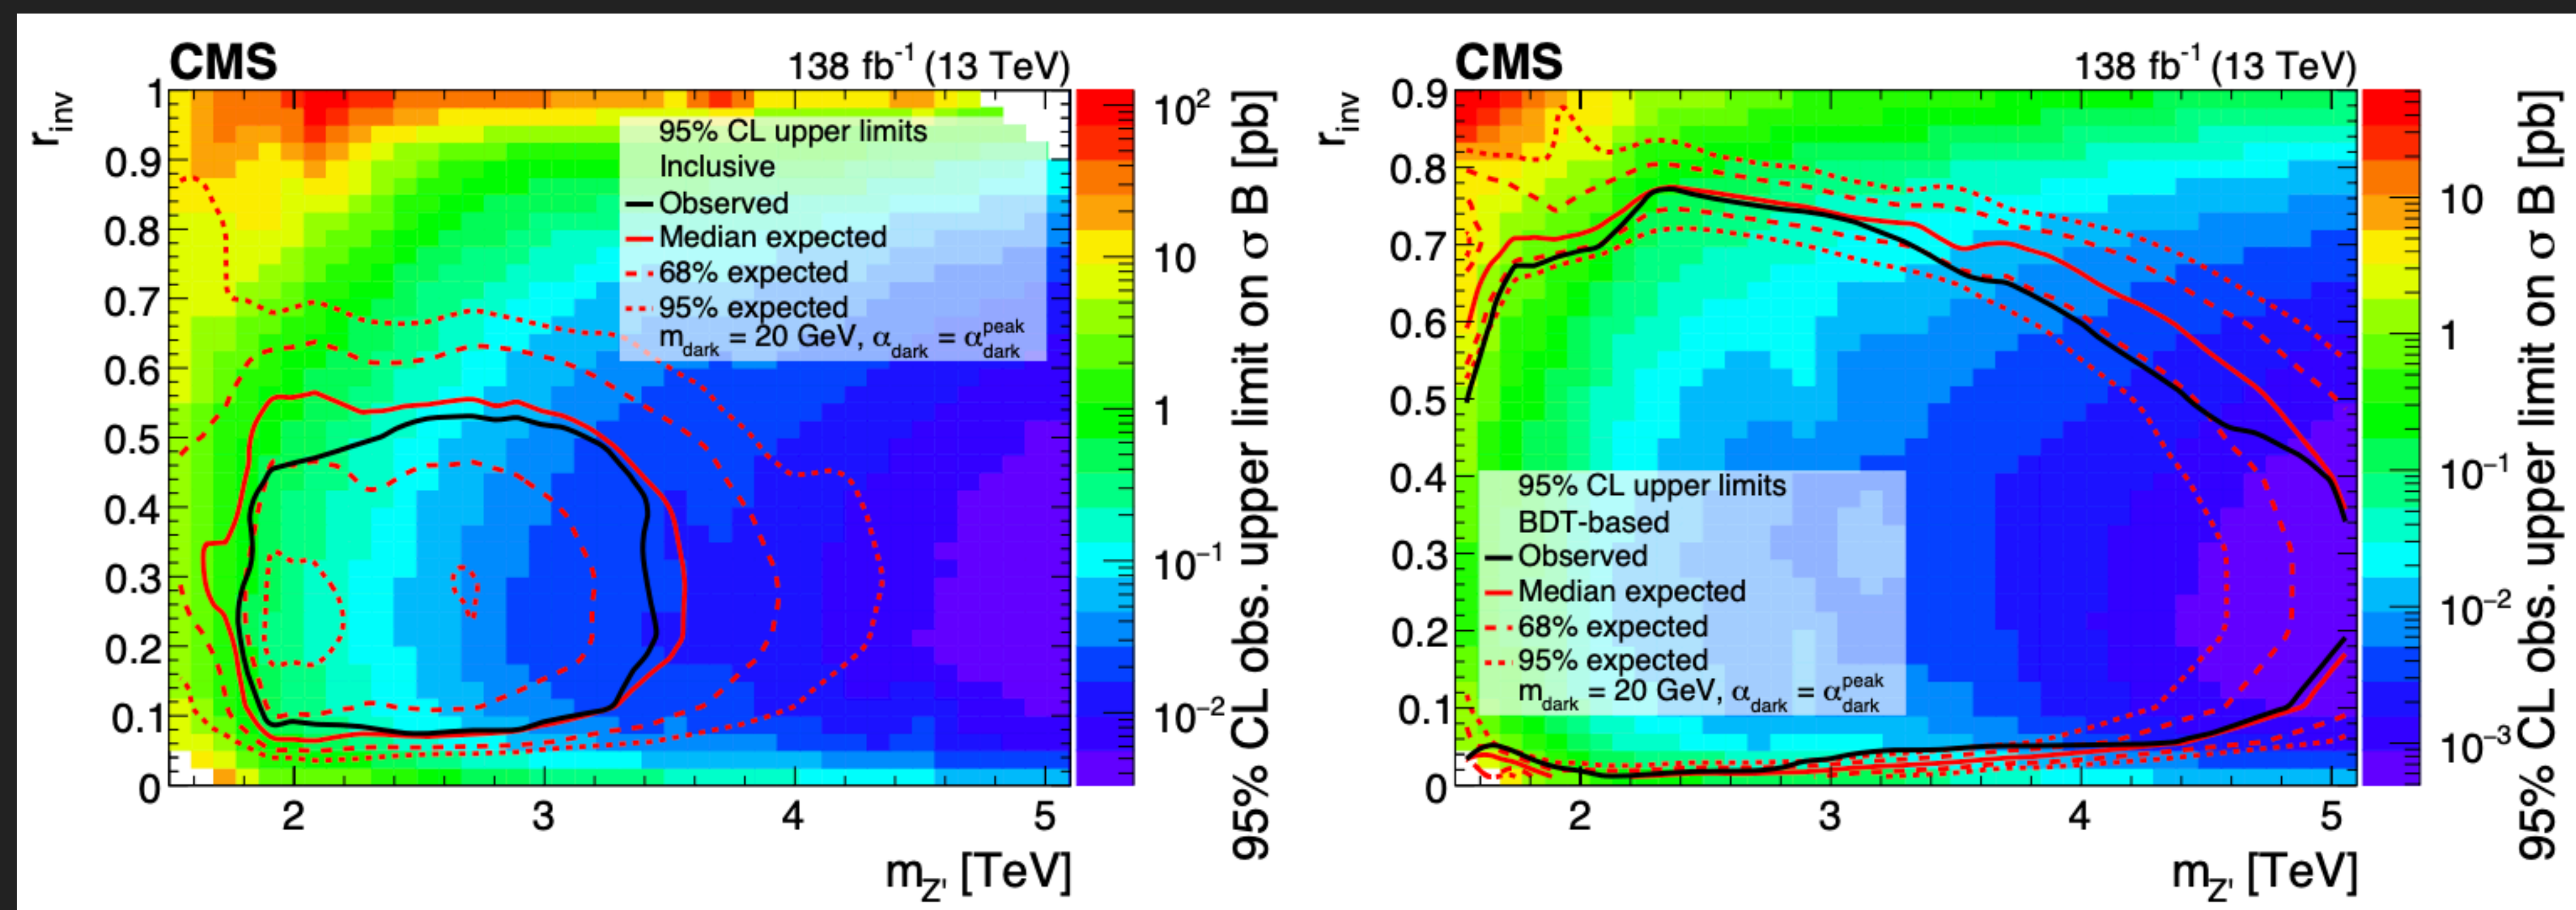 CMS
138 fb⁻¹ (13 TeV)
r_inv
1
0.9
0.8
0.7
0.6
0.5
0.4
0.3
0.2
0.1
0
95% CL upper limits
Inclusive
Observed
Median expected
68% expected
95% expected
m_dark = 20 GeV, α_dark = α_dark^peak
2
3
4
5
m_Z' [TeV]
10²
10
1
10⁻¹
10⁻²
95% CL obs. upper limit on σ B [pb]
CMS
138 fb⁻¹ (13 TeV)
r_inv
0.9
0.8
0.7
0.6
0.5
0.4
0.3
0.2
0.1
0
95% CL upper limits
BDT-based
Observed
Median expected
68% expected
95% expected
m_dark = 20 GeV, α_dark = α_dark^peak
2
3
4
5
m_Z' [TeV]
10
1
10⁻¹
10⁻²
10⁻³
95% CL obs. upper limit on σ B [pb]